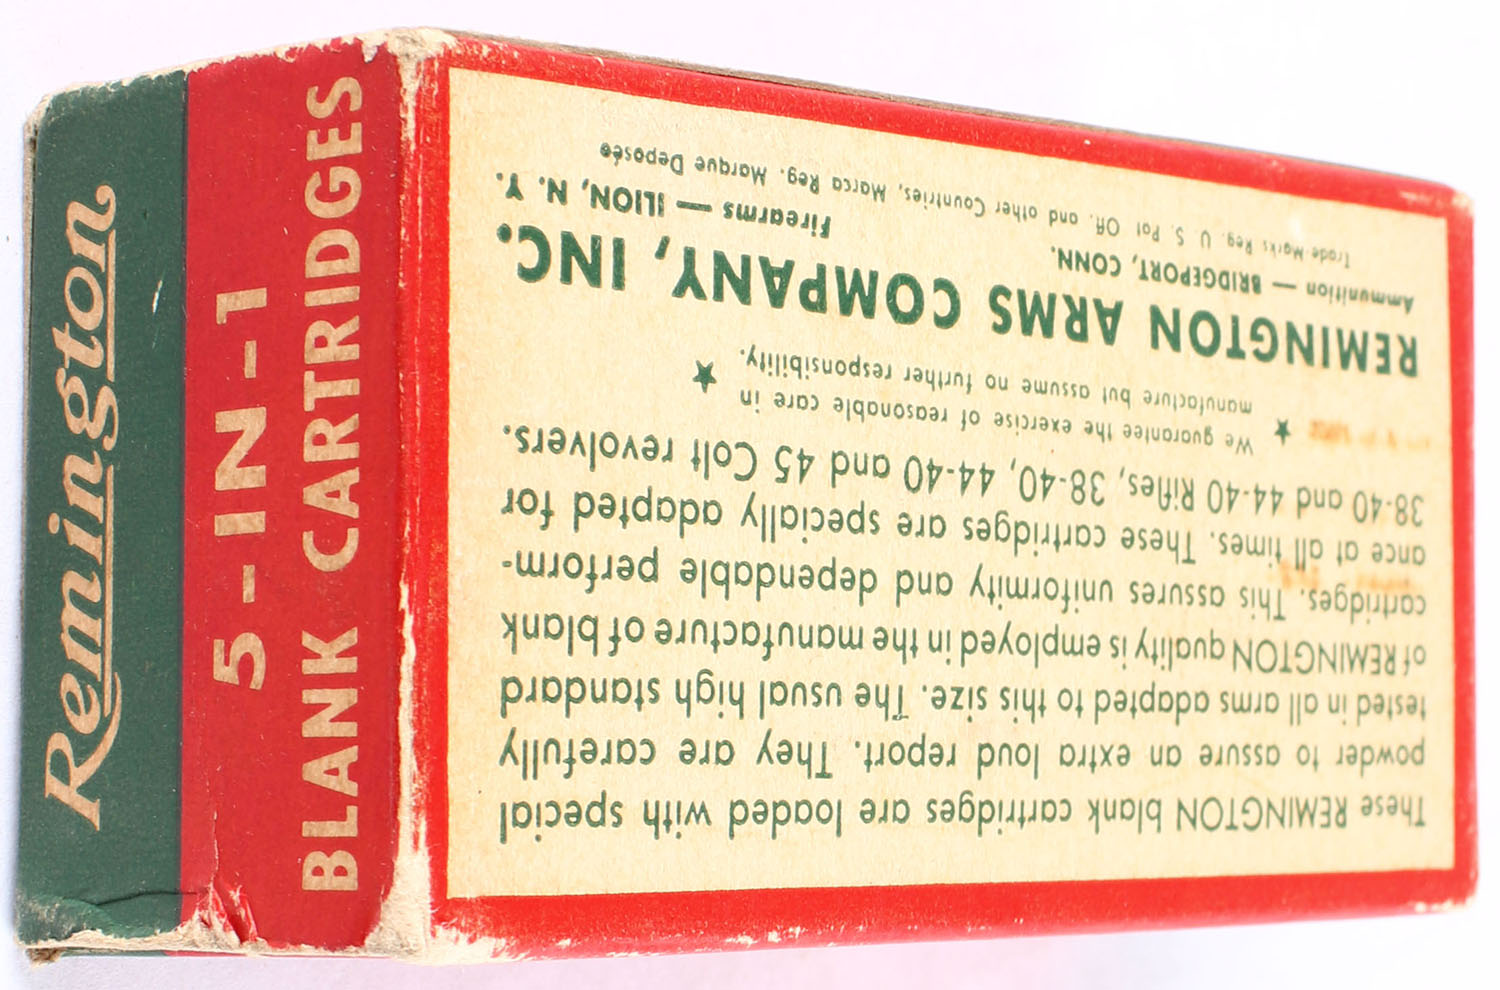 Remington
5-IN-1
BLANK CARTRIDGES
These REMINGTON blank cartridges are loaded with special
powder to assure an extra loud report. They are carefully
tested in all arms adapted to this size. The usual high standard
of REMINGTON quality is employed in the manufacture of blank
cartridges. This assures uniformity and dependable perform-
ance at all times. These cartridges are specially adapted for
38-40 and 44-40 Rifles, 38-40, 44-40 and 45 Colt revolvers.
★ We guarantee the exercise of reasonable care in ★
manufacture but assume no further responsibility.
REMINGTON ARMS COMPANY, INC.
Ammunition — BRIDGEPORT, CONN. Firearms — ILION, N. Y.
Trade-Marks Reg. U. S. Pat Off. and other Countries, Marca Reg. Marque Deposée